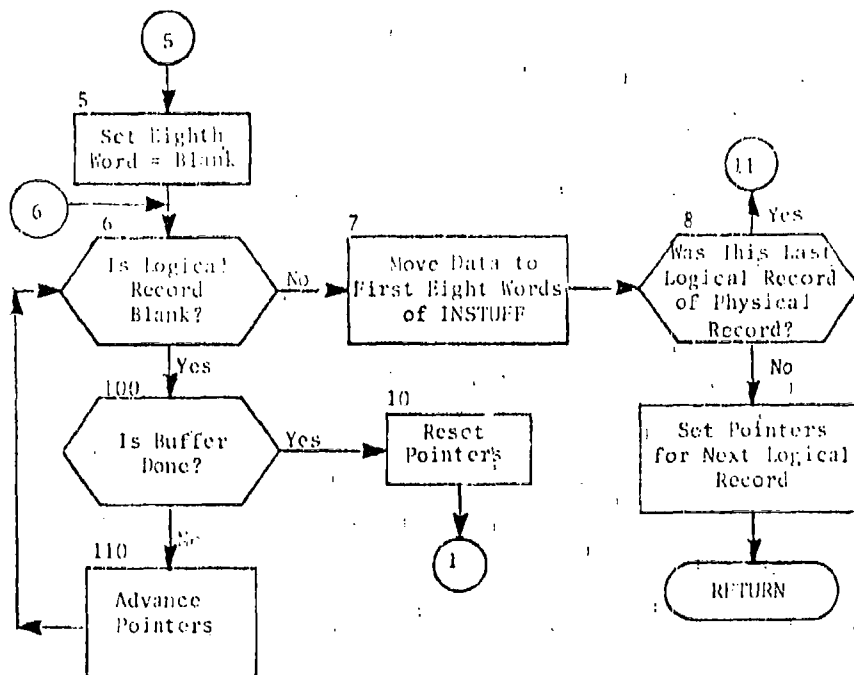 5
5
Set Eighth
Word = Blank
6
6
Is Logical
Record
Blank?
No
7
Move Data to
First Eight Words
of INSTUFF
8
Was This Last
Logical Record
of Physical
Record?
Yes
11
No
Set Pointers
for Next Logical
Record
RETURN
Yes
100
Is Buffer
Done?
Yes
10
Reset
Pointers
1
No
110
Advance
Pointers